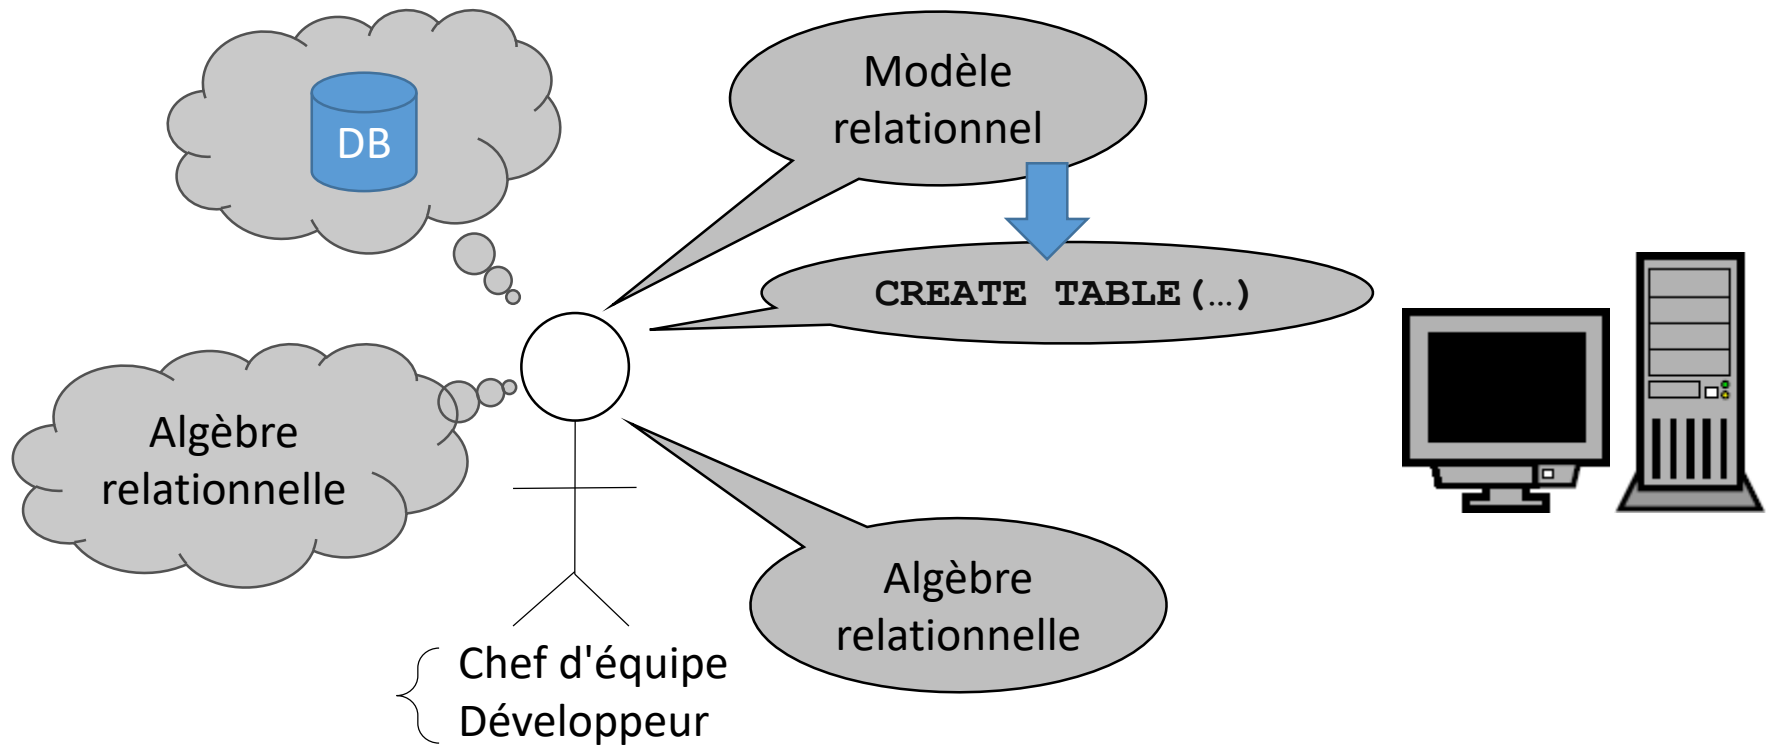 DB
Modèle
relationnel
CREATE TABLE(…)
Algèbre
relationnelle
Algèbre
relationnelle
Chef d'équipe
Développeur